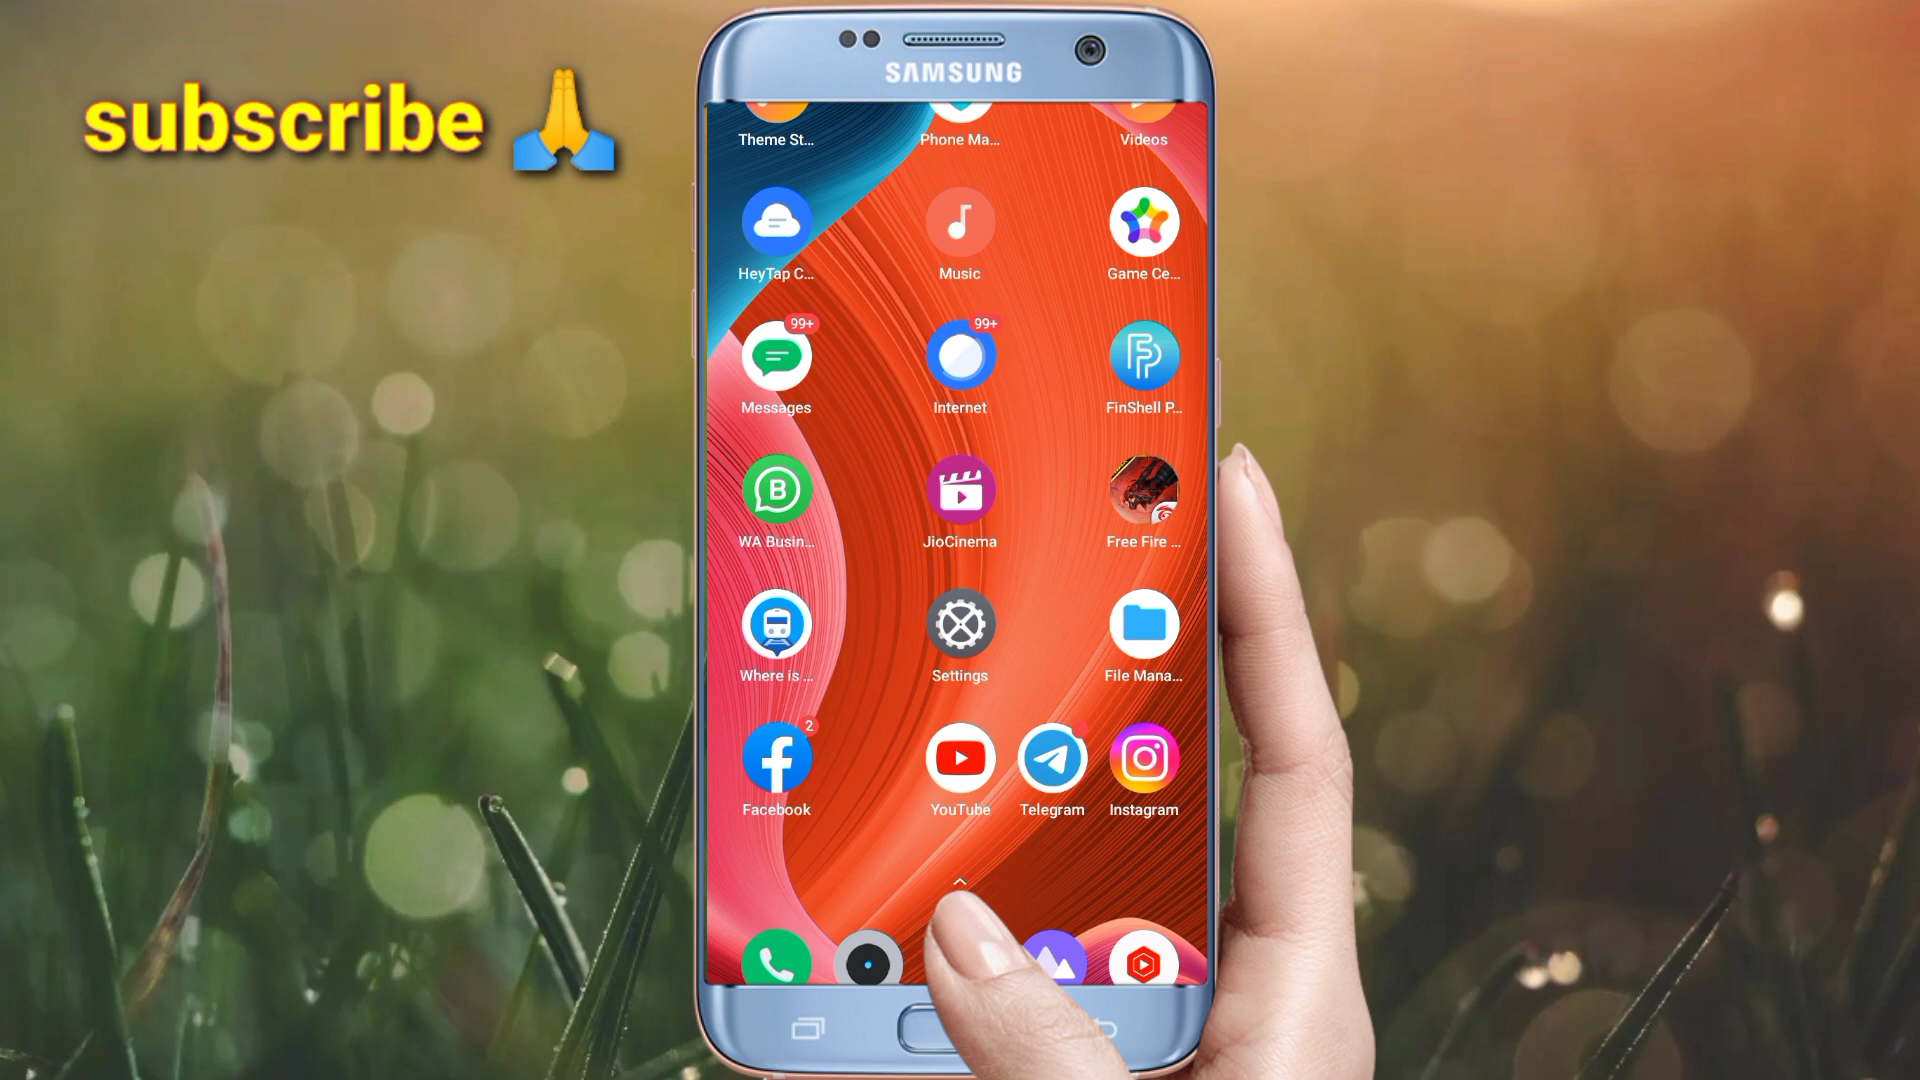 subscribe 🙏
SAMSUNG
Theme St...
Phone Ma...
Videos
HeyTap C...
Music
Game Ce...
99+
99+
Messages
Internet
FinShell P...
B
WA Busin...
JioCinema
Free Fire ...
Where is ...
Settings
File Mana...
2
Facebook
YouTube
Telegram
Instagram